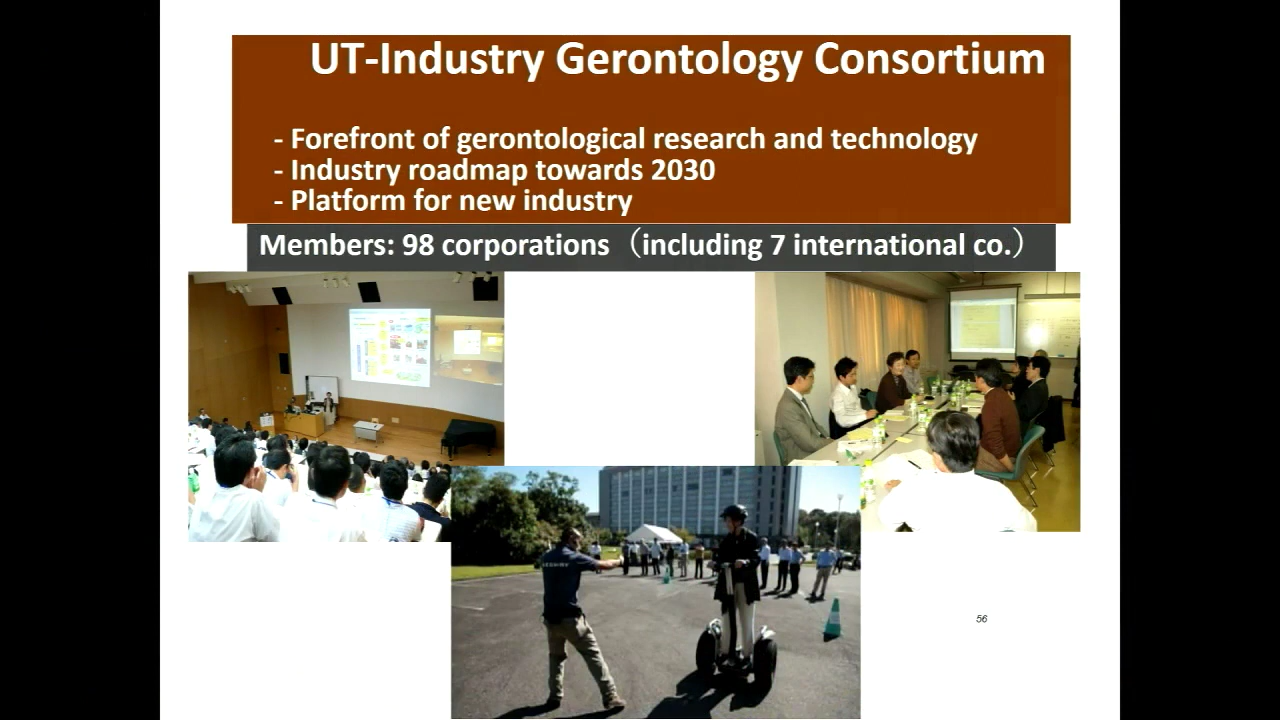 UT-Industry Gerontology Consortium
- Forefront of gerontological research and technology
- Industry roadmap towards 2030
- Platform for new industry
Members: 98 corporations（including 7 international co.）
56